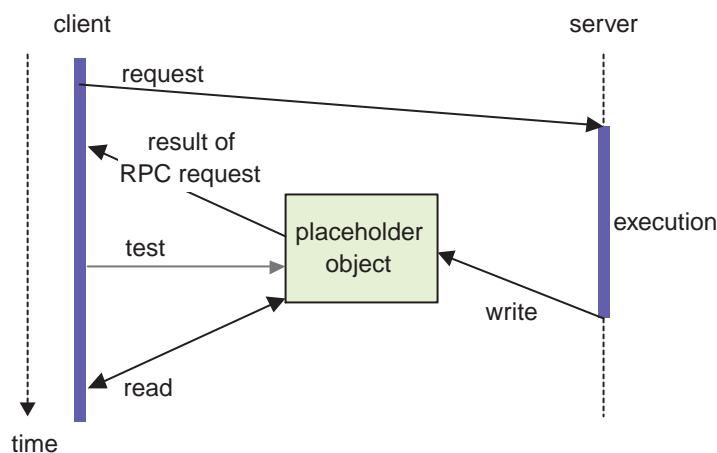 client
server
request
result of
RPC request
placeholder
object
execution
test
write
read
time